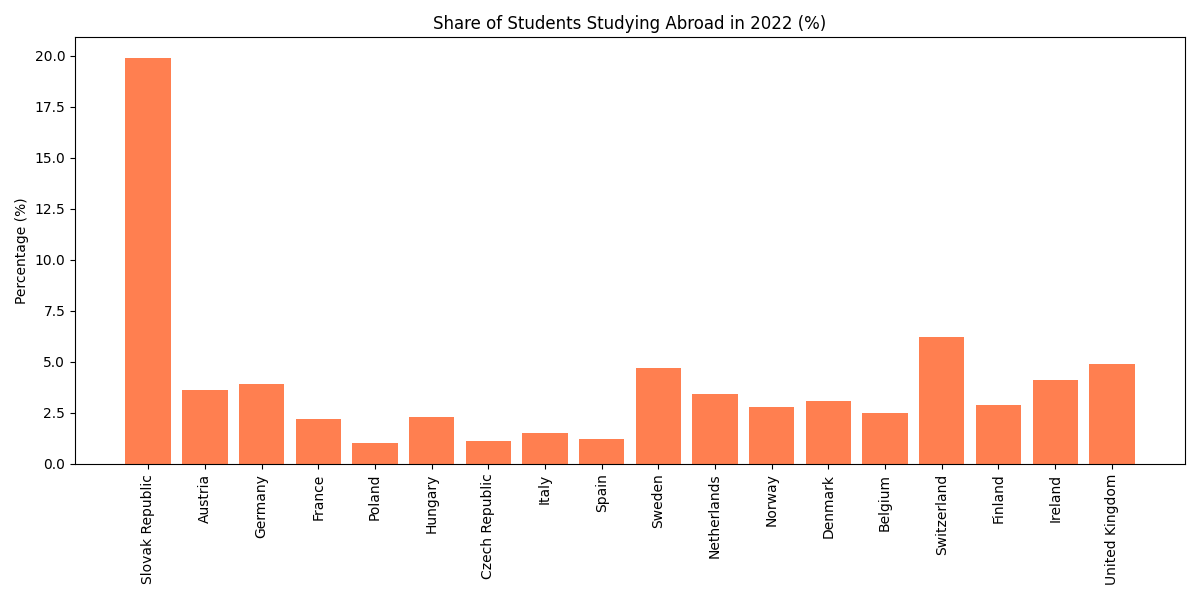 Share of Students Studying Abroad in 2022 (%)
Percentage (%)
20.0
17.5
15.0
12.5
10.0
7.5
5.0
2.5
0.0
Slovak Republic
Austria
Germany
France
Poland
Hungary
Czech Republic
Italy
Spain
Sweden
Netherlands
Norway
Denmark
Belgium
Switzerland
Finland
Ireland
United Kingdom